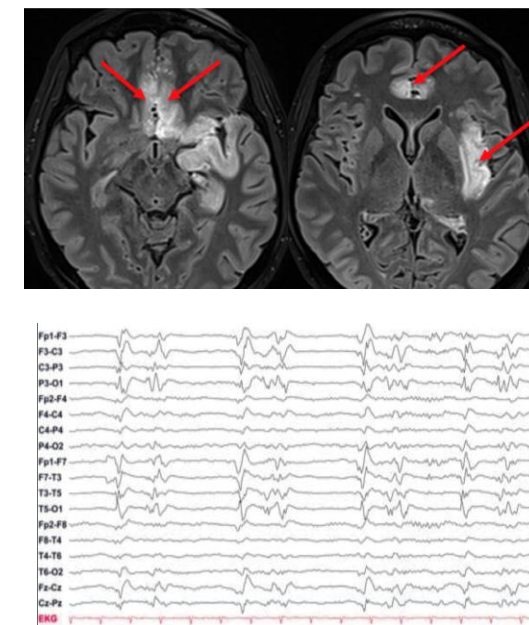 Fp1-F3
F3-C3
C3-P3
P3-O1
Fp2-F4
F4-C4
C4-P4
P4-O2
Fp1-F7
F7-T3
T3-T5
T5-O1
Fp2-F8
F8-T4
T4-T6
T6-O2
Fz-Cz
Cz-Pz
EKG